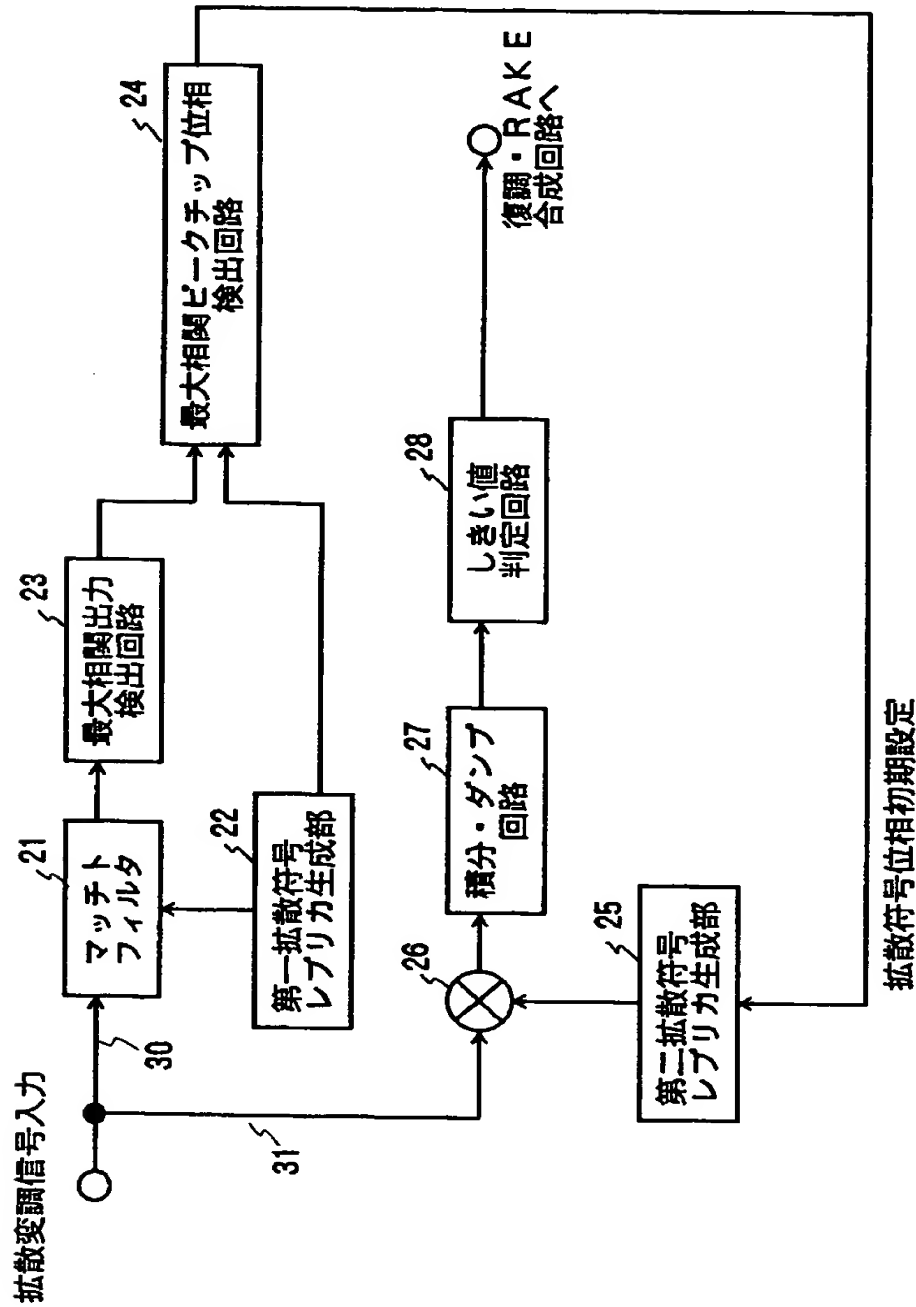 拡散変調信号入力
30
31
21
マッチト
フィルタ
22
第一拡散符号
レプリカ生成部
23
最大相関出力
検出回路
24
最大相関ピークチップ位相
検出回路
26
25
第二拡散符号
レプリカ生成部
27
積分・ダンプ
回路
28
しきい値
判定回路
復調・RAKE
合成回路へ
拡散符号位相初期設定